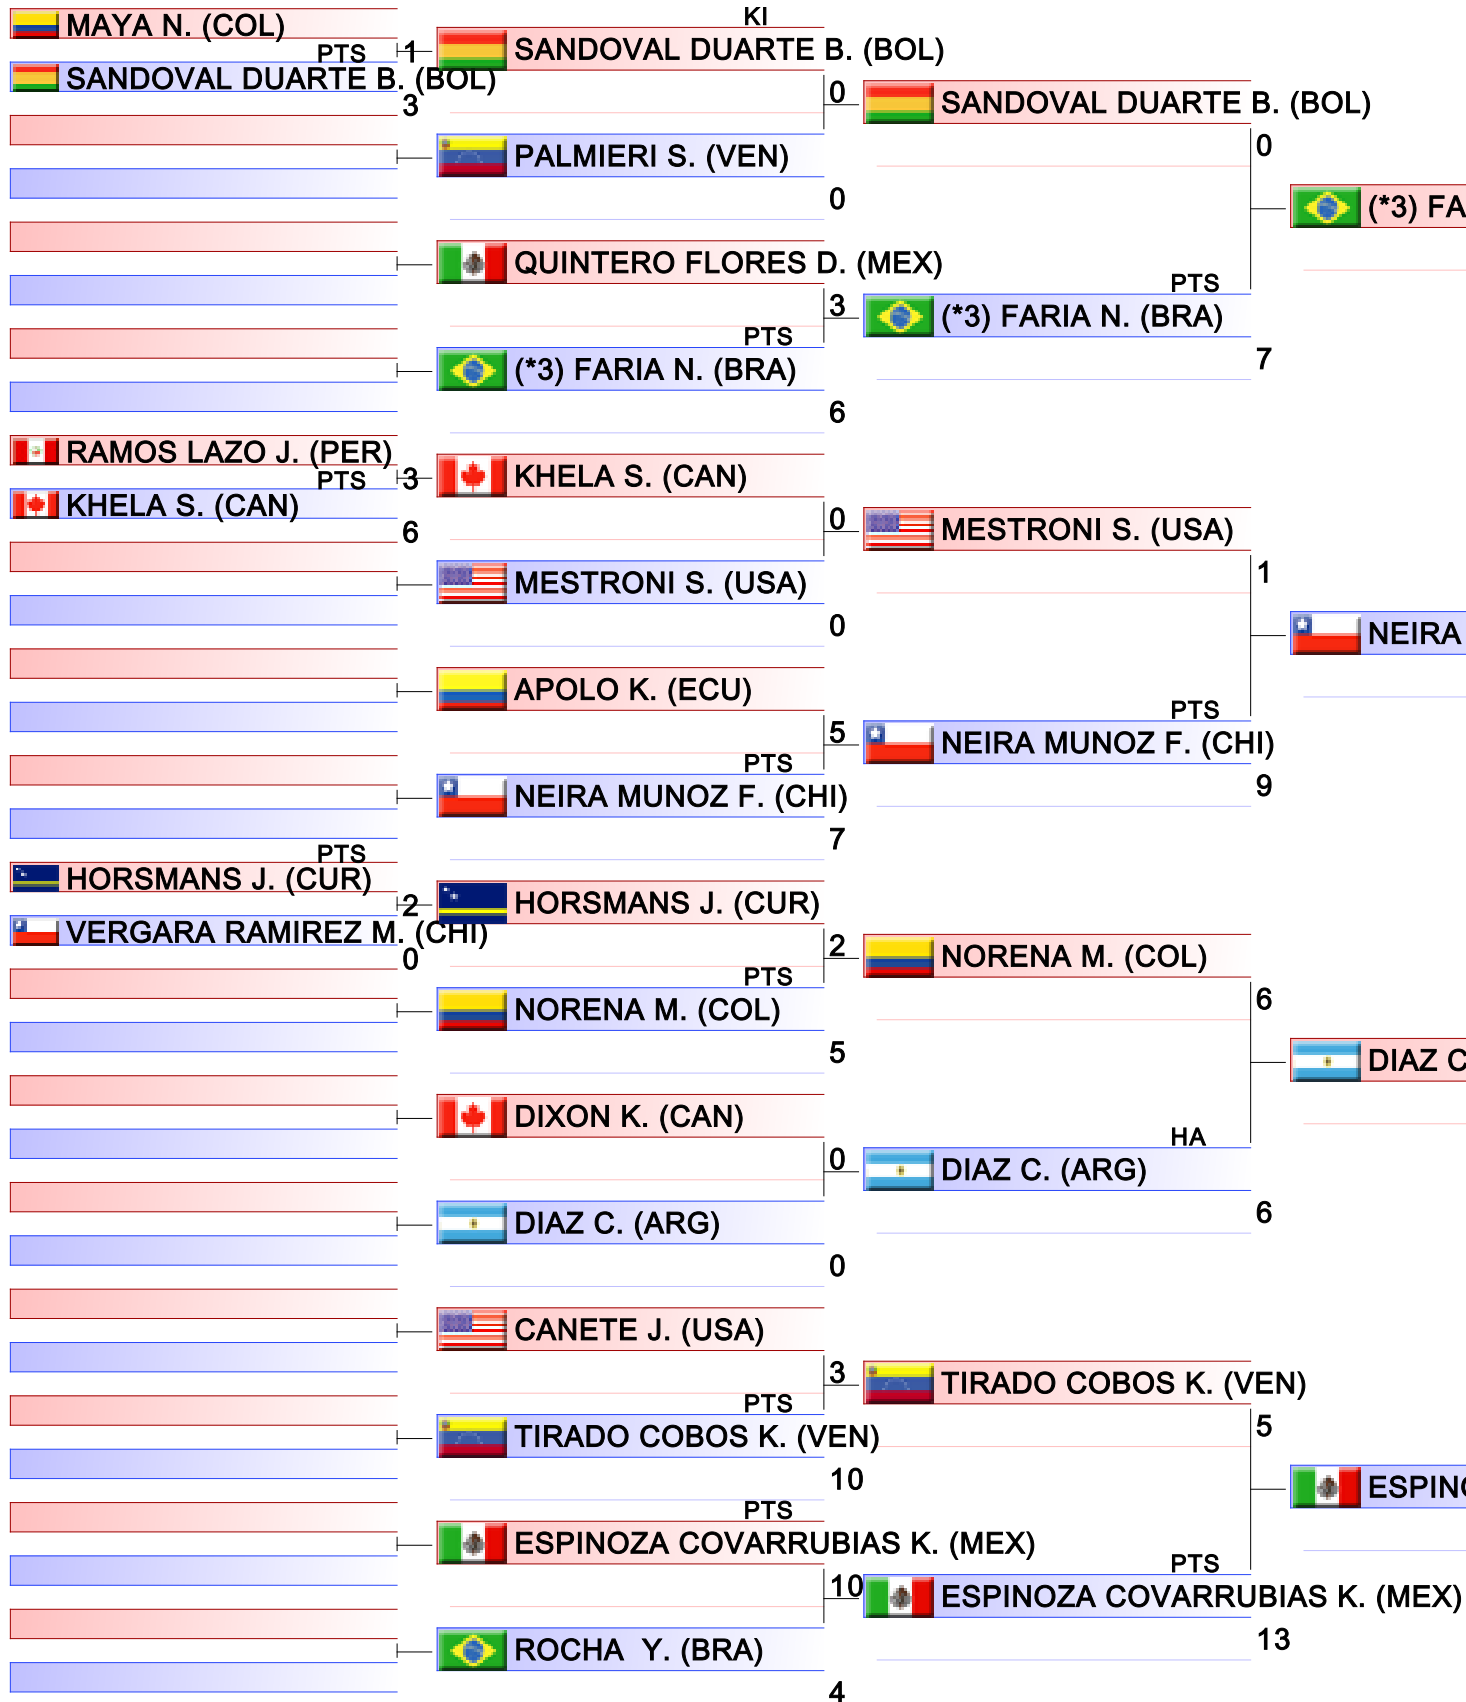 MAYA N. (COL)
PTS 1
SANDOVAL DUARTE B. (BOL)
3
RAMOS LAZO J. (PER)
PTS 3
KHELA S. (CAN)
6
PTS
HORSMANS J. (CUR)
2
VERGARA RAMIREZ M. (CHI)
0
KI
SANDOVAL DUARTE B. (BOL)
0
PALMIERI S. (VEN)
0
QUINTERO FLORES D. (MEX)
3
PTS
(*3) FARIA N. (BRA)
6
KHELA S. (CAN)
0
MESTRONI S. (USA)
0
APOLO K. (ECU)
5
PTS
NEIRA MUNOZ F. (CHI)
7
HORSMANS J. (CUR)
2
PTS
NORENA M. (COL)
5
DIXON K. (CAN)
0
DIAZ C. (ARG)
0
CANETE J. (USA)
3
PTS
TIRADO COBOS K. (VEN)
10
PTS
ESPINOZA COVARRUBIAS K. (MEX)
10
ROCHA  Y. (BRA)
4
SANDOVAL DUARTE B. (BOL)
0
PTS
(*3) FARIA N. (BRA)
7
MESTRONI S. (USA)
1
PTS
NEIRA MUNOZ F. (CHI)
9
NORENA M. (COL)
6
HA
DIAZ C. (ARG)
6
TIRADO COBOS K. (VEN)
5
PTS
ESPINOZA COVARRUBIAS K. (MEX)
13
(*3) FA
NEIRA
DIAZ C
ESPIN